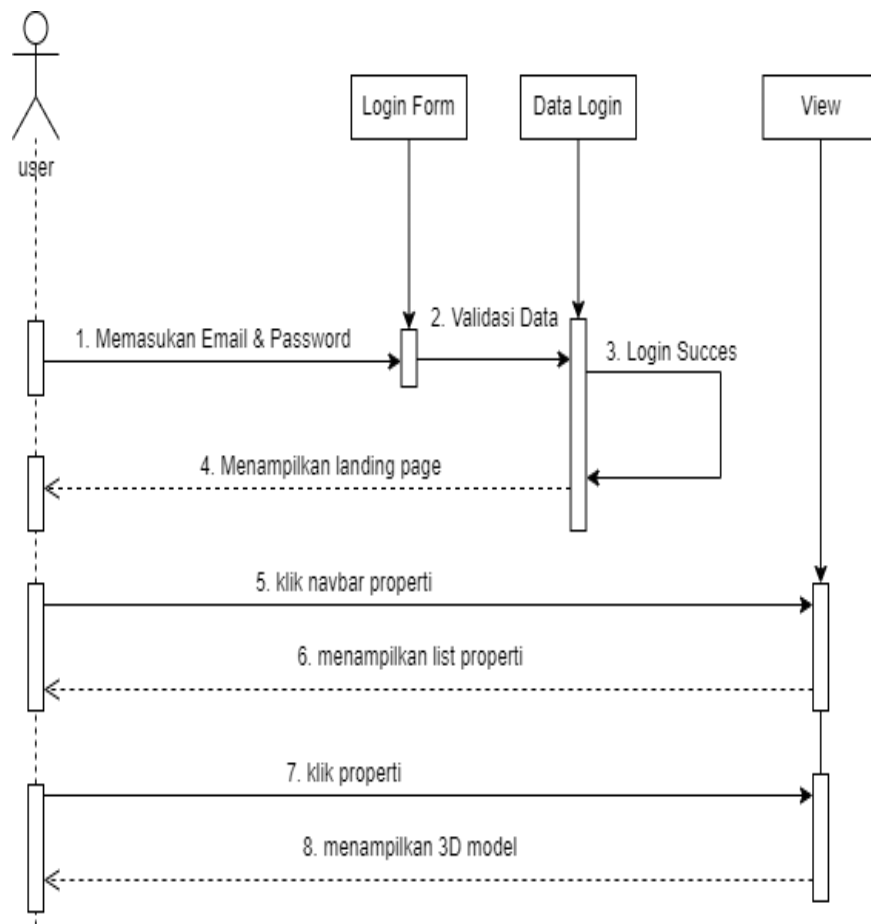 Login Form
Data Login
View
user
1. Memasukan Email & Password
2. Validasi Data
3. Login Succes
4. Menampilkan landing page
5. klik navbar properti
6. menampilkan list properti
7. klik properti
8. menampilkan 3D model